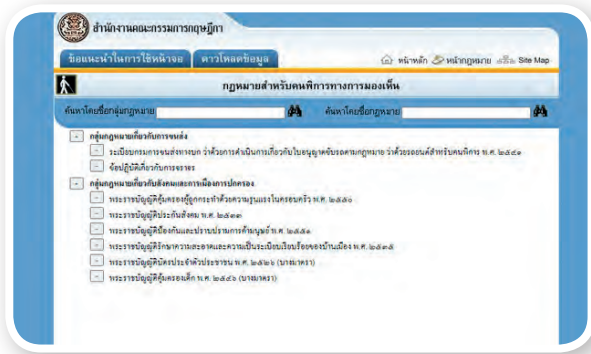 สำนักงานคณะกรรมการกฤษฎีกา
ข้อแนะนำในการใช้หน้าจอ ดาวโหลดข้อมูล หน้าหลัก หน้ากฎหมาย Site Map
กฎหมายสำหรับคนพิการทางการมองเห็น
ค้นหาโดยชื่อกลุ่มกฎหมาย ค้นหาโดยชื่อกฎหมาย
กลุ่มกฎหมายเกี่ยวกับการขนส่ง
ระเบียบกรมการขนส่งทางบก ว่าด้วยการดำเนินการเกี่ยวกับใบอนุญาตขับรถตามกฎหมาย ว่าด้วยรถยนต์สำหรับคนพิการ พ.ศ. ๒๕๔๑
ข้อปฏิบัติเกี่ยวกับการจราจร
กลุ่มกฎหมายเกี่ยวกับสังคมและการเมืองการปกครอง
พระราชบัญญัติคุ้มครองผู้ถูกกระทำด้วยความรุนแรงในครอบครัว พ.ศ. ๒๕๕๐
พระราชบัญญัติประกันสังคม พ.ศ. ๒๕๓๓
พระราชบัญญัติป้องกันและปราบปรามการค้ามนุษย์ พ.ศ. ๒๕๕๑
พระราชบัญญัติรักษาความสะอาดและความเป็นระเบียบเรียบร้อยของบ้านเมือง พ.ศ. ๒๕๓๕
พระราชบัญญัติบัตรประจำตัวประชาชน พ.ศ. ๒๕๒๖ (บางมาตรา)
พระราชบัญญัติคุ้มครองเด็ก พ.ศ. ๒๕๔๖ (บางมาตรา)